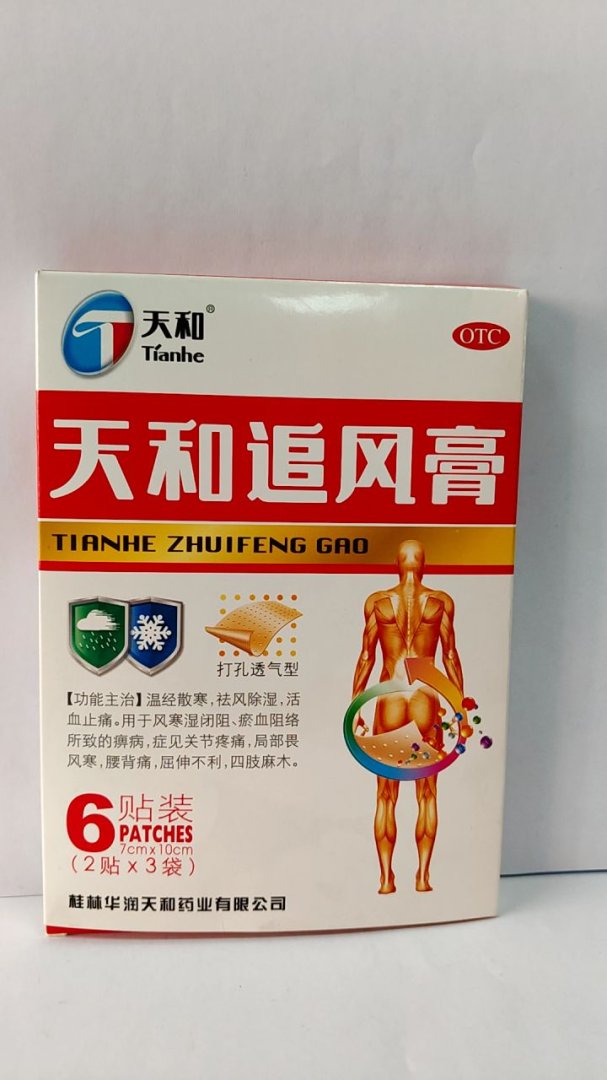 天和®
Tianhe
OTC
天和追风膏
TIANHE ZHUIFENG GAO
打孔透气型
【功能主治】温经散寒,祛风除湿,活
血止痛。用于风寒湿闭阻、瘀血阻络
所致的痹病,症见关节疼痛,局部畏
风寒,腰背痛,屈伸不利,四肢麻木。
6贴装
PATCHES
7cmx10cm
(2贴x3袋)
桂林华润天和药业有限公司